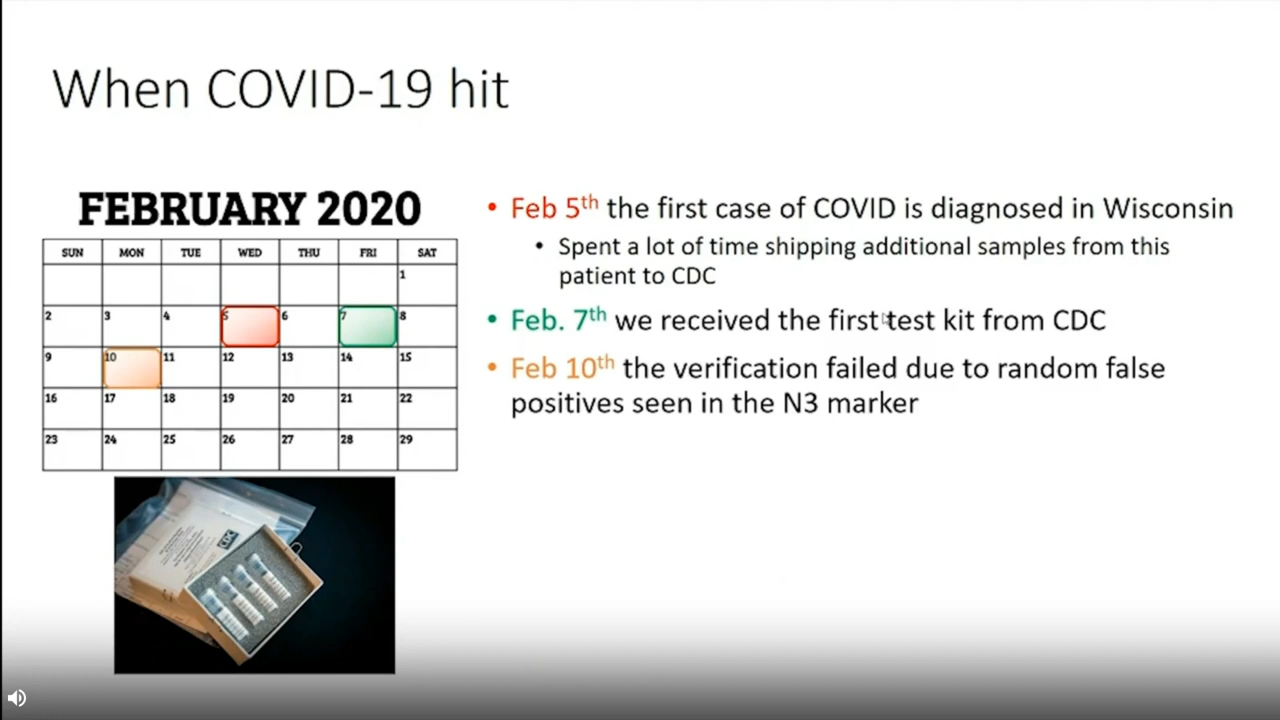 When COVID-19 hit
FEBRUARY 2020
SUN MON TUE WED THU FRI SAT
1
2 3 4 5 6 7 8
9 10 11 12 13 14 15
16 17 18 19 20 21 22
23 24 25 26 27 28 29
CDC
• Feb 5th the first case of COVID is diagnosed in Wisconsin
• Spent a lot of time shipping additional samples from this
patient to CDC
• Feb. 7th we received the first test kit from CDC
• Feb 10th the verification failed due to random false
positives seen in the N3 marker